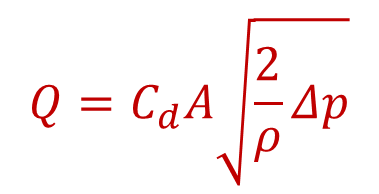 Q = C_d A √(2/ρ Δp)